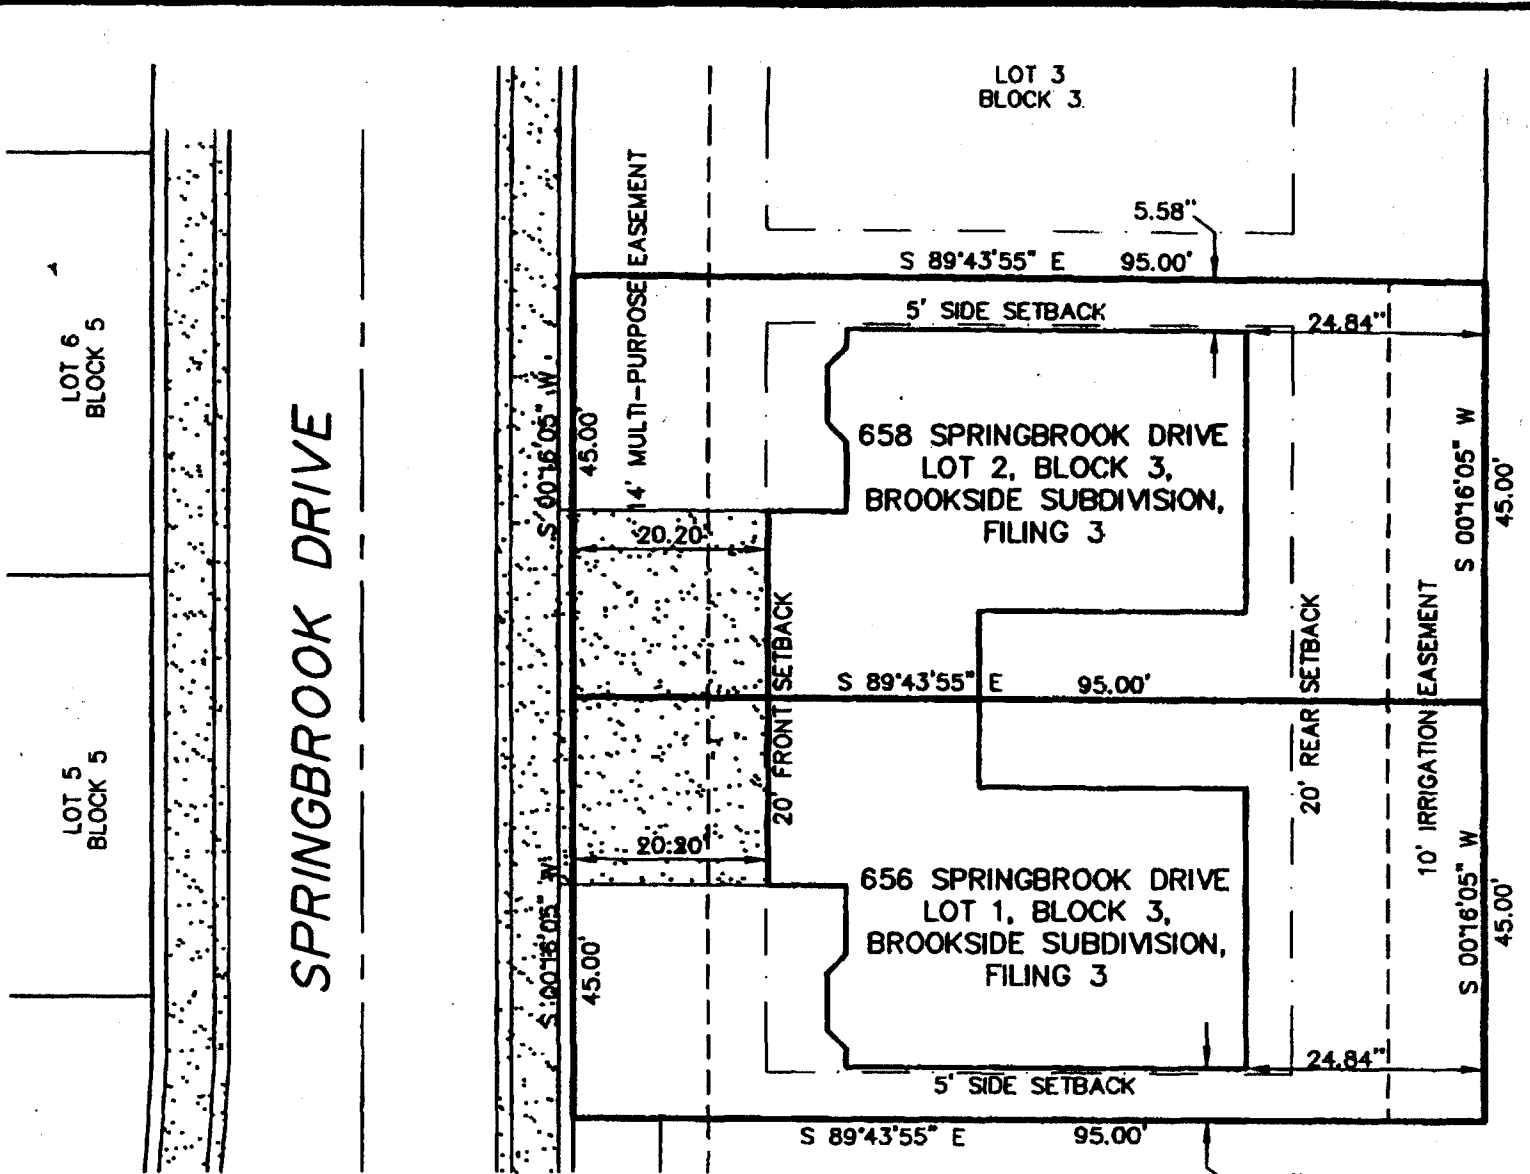 LOT 3
BLOCK 3
5.58"
S 89°43'55" E 95.00'
5' SIDE SETBACK
24.84"
14' MULTI-PURPOSE EASEMENT
LOT 6
BLOCK 5
S 00°16'05" W
45.00'
658 SPRINGBROOK DRIVE
LOT 2, BLOCK 3,
BROOKSIDE SUBDIVISION,
FILING 3
S 00°16'05" W
45.00'
20.20'
SPRINGBROOK DRIVE
20' FRONT SETBACK
S 89°43'55" E 95.00'
20' REAR SETBACK
10' IRRIGATION EASEMENT
LOT 5
BLOCK 5
20.20'
656 SPRINGBROOK DRIVE
LOT 1, BLOCK 3,
BROOKSIDE SUBDIVISION,
FILING 3
S 00°16'05" W
45.00'
S 00°16'05" W
45.00'
24.84"
5' SIDE SETBACK
S 89°43'55" E 95.00'